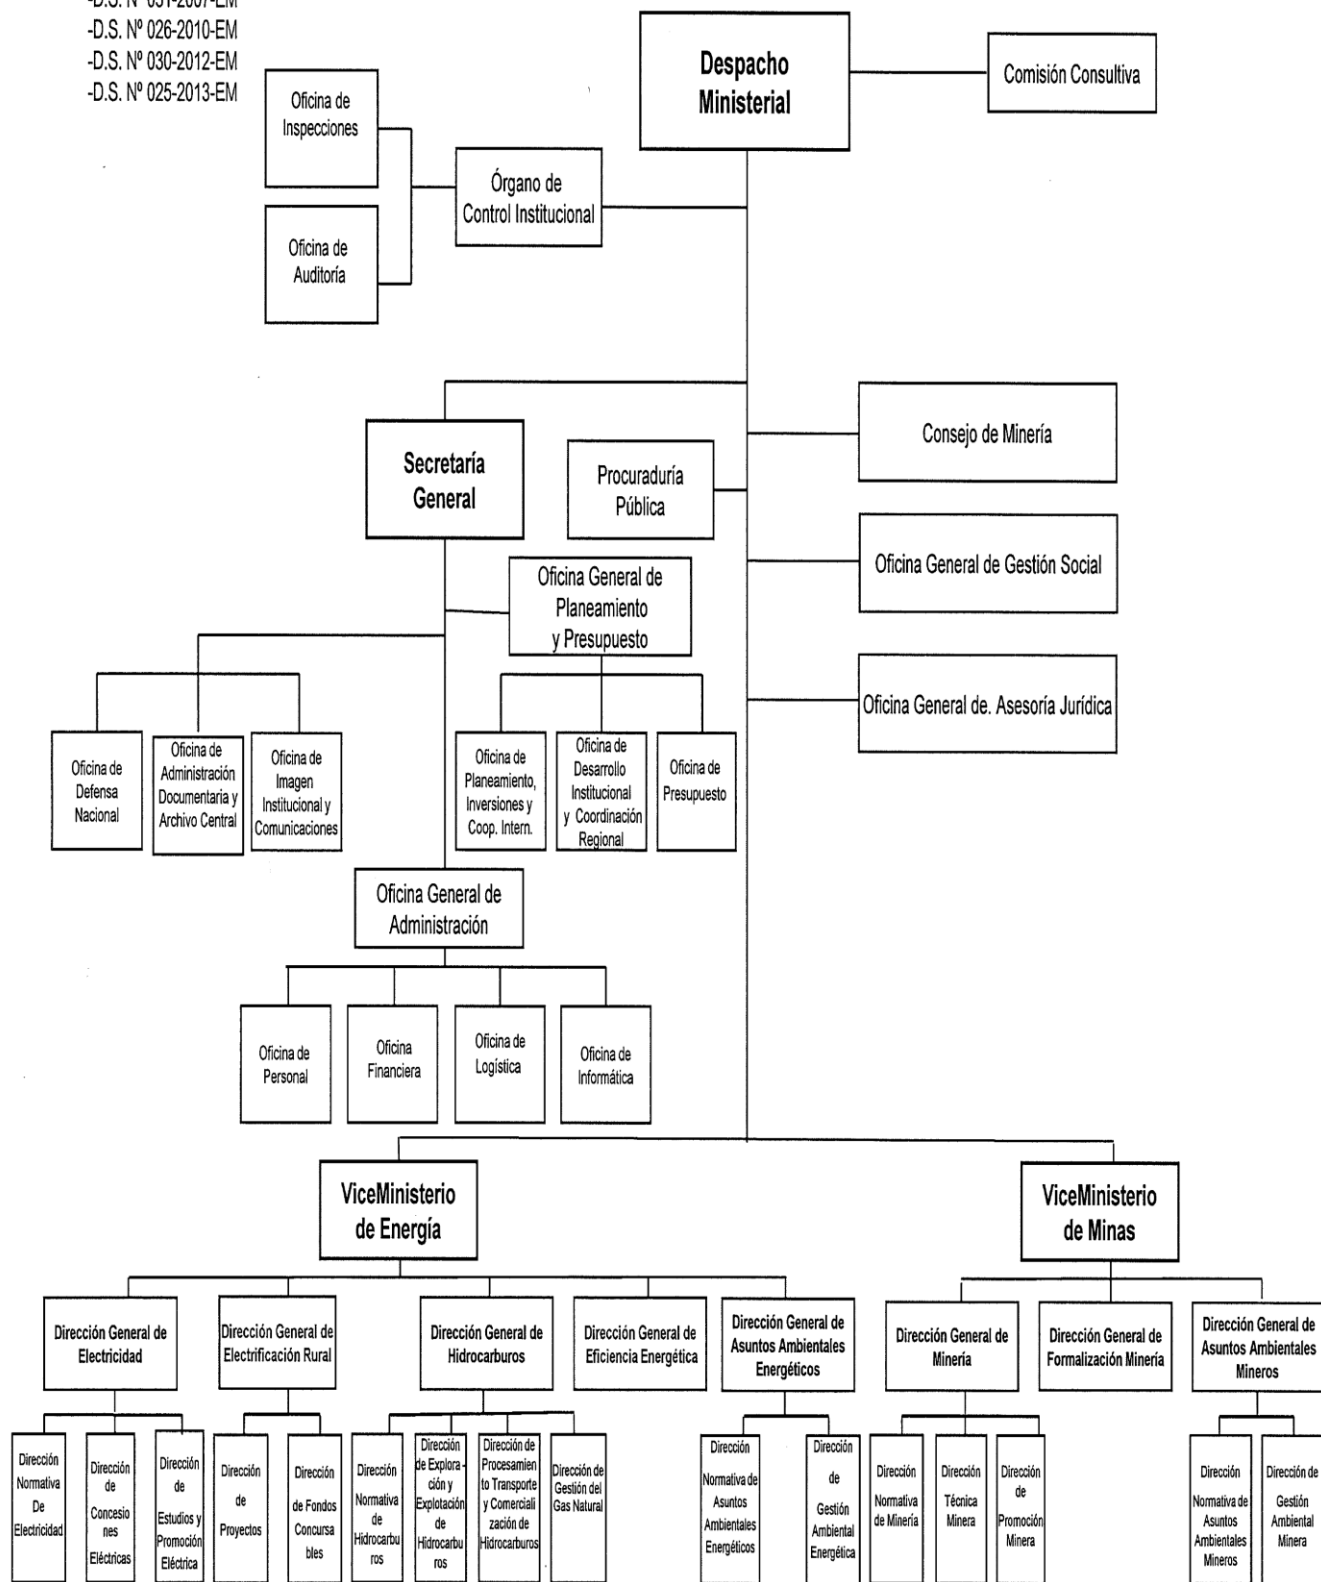 -D.S. Nº 031-2007-EM
-D.S. Nº 026-2010-EM
-D.S. Nº 030-2012-EM
-D.S. Nº 025-2013-EM
Despacho
Ministerial
Comisión Consultiva
Oficina de
Inspecciones
Órgano de
Control Institucional
Oficina de
Auditoría
Consejo de Minería
Secretaría
General
Procuraduría
Pública
Oficina General de Gestión Social
Oficina General de
Planeamiento
y Presupuesto
Oficina General de. Asesoría Jurídica
Oficina de
Defensa
Nacional
Oficina de
Administración
Documentaria y
Archivo Central
Oficina de
Imagen
Institucional y
Comunicaciones
Oficina de
Planeamiento,
Inversiones y
Coop. Intern.
Oficina de
Desarrollo
Institucional
y Coordinación
Regional
Oficina de
Presupuesto
Oficina General de
Administración
Oficina de
Personal
Oficina
Financiera
Oficina de
Logística
Oficina de
Informática
ViceMinisterio
de Energía
ViceMinisterio
de Minas
Dirección General de
Electricidad
Dirección General de
Electrificación Rural
Dirección General de
Hidrocarburos
Dirección General de
Eficiencia Energética
Dirección General de
Asuntos Ambientales
Energéticos
Dirección General de
Minería
Dirección General de
Formalización Minería
Dirección General de
Asuntos Ambientales
Mineros
Dirección
Normativa
De
Electricidad
Dirección
de
Concesio
nes
Eléctricas
Dirección
de
Estudios y
Promoción
Eléctrica
Dirección
de
Proyectos
Dirección
de Fondos
Concursa
bles
Dirección
Normativa
de
Hidrocarbu
ros
Dirección
de Explora -
ción y
Explotación
de
Hidrocarbu
ros
Dirección de
Procesamien
to Transporte
y Comerciali
zación de
Hidrocarburos
Dirección de
Gestión del
Gas Natural
Dirección
Normativa de
Asuntos
Ambientales
Energéticos
Dirección
de
Gestión
Ambiental
Energética
Dirección
Normativa
de Minería
Dirección
Técnica
Minera
Dirección
de
Promoción
Minera
Dirección
Normativa de
Asuntos
Ambientales
Mineros
Dirección de
Gestión
Ambiental
Minera